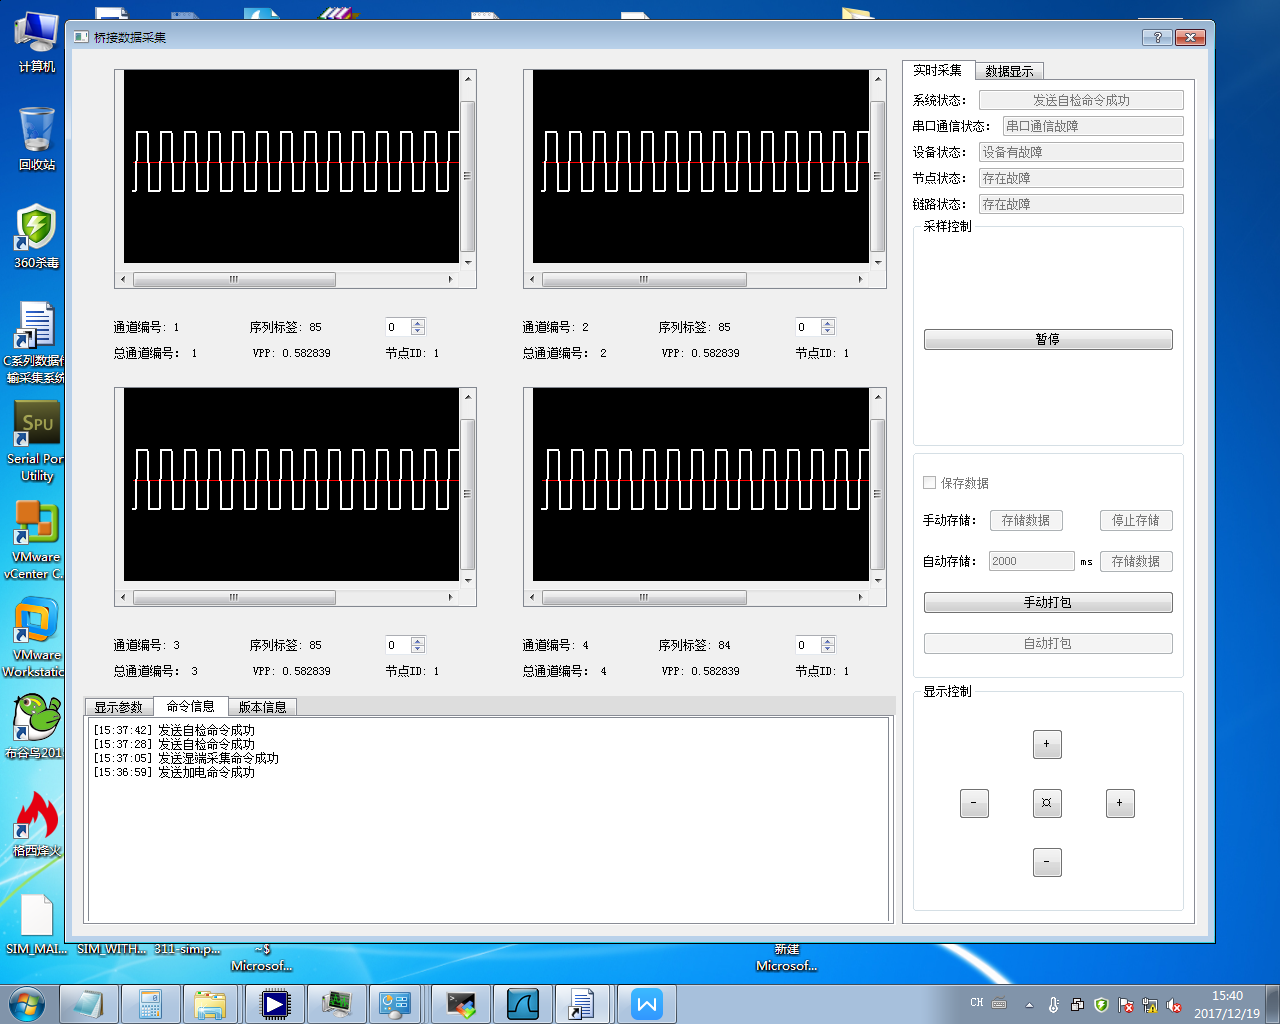 桥接数据采集
计算机
回收站
360杀毒
C系列数据传
输采集系统
SPU
Serial Port
Utility
VMware
vCenter C...
VMware
Workstatic
布谷鸟201
格西烽火
SIM_MAI...
SIM_WITH...
311-sim.p...
~$
Microsof...
新建
Microsof...
通道编号: 1
序列标签: 85
0
总通道编号: 1
VPP: 0.582839
节点ID: 1
通道编号: 2
序列标签: 85
0
总通道编号: 2
VPP: 0.582839
节点ID: 1
通道编号: 3
序列标签: 85
0
总通道编号: 3
VPP: 0.582839
节点ID: 1
通道编号: 4
序列标签: 84
0
总通道编号: 4
VPP: 0.582839
节点ID: 1
显示参数
命令信息
版本信息
[15:37:42] 发送自检命令成功
[15:37:28] 发送自检命令成功
[15:37:05] 发送湿端采集命令成功
[15:36:59] 发送加电命令成功
实时采集
数据显示
系统状态: 发送自检命令成功
串口通信状态: 串口通信故障
设备状态: 设备有故障
节点状态: 存在故障
链路状态: 存在故障
采样控制
暂停
保存数据
手动存储: 存储数据 停止存储
自动存储: 2000 ms 存储数据
手动打包
自动打包
显示控制
+
- ¤ +
-
CH
15:40
2017/12/19